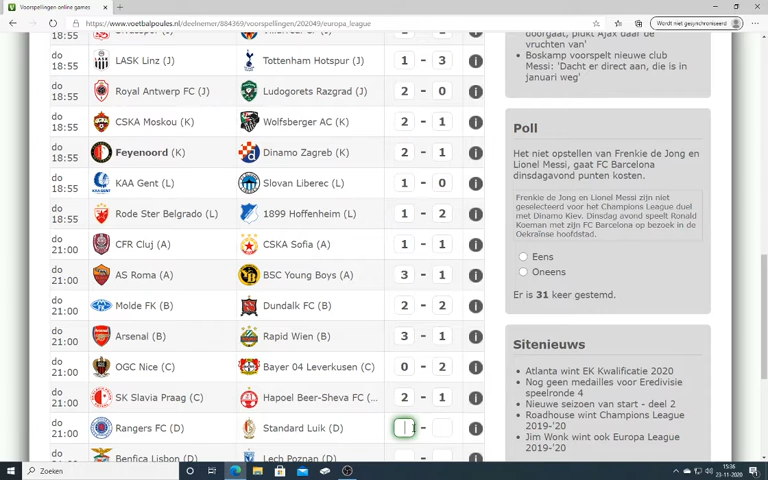 Voorspellingen online games
https://www.voetbalpoules.nl/deelnemer/884369/voorspellingen/202049/europa_league
Wordt niet gesynchroniseerd
18:55
do
18:55 LASK Linz (J) Tottenham Hotspur (J) 1 - 3
do
18:55 Royal Antwerp FC (J) Ludogorets Razgrad (J) 2 - 0
do
18:55 CSKA Moskou (K) Wolfsberger AC (K) 2 - 1
do
18:55 Feyenoord (K) Dinamo Zagreb (K) 2 - 1
do
18:55 KAA Gent (L) Slovan Liberec (L) 1 - 0
do
18:55 Rode Ster Belgrado (L) 1899 Hoffenheim (L) 1 - 2
do
21:00 CFR Cluj (A) CSKA Sofia (A) 1 - 1
do
21:00 AS Roma (A) BSC Young Boys (A) 3 - 1
do
21:00 Molde FK (B) Dundalk FC (B) 2 - 2
do
21:00 Arsenal (B) Rapid Wien (B) 3 - 1
do
21:00 OGC Nice (C) Bayer 04 Leverkusen (C) 0 - 2
do
21:00 SK Slavia Praag (C) Hapoel Beer-Sheva FC (... 2 - 1
do
21:00 Rangers FC (D) Standard Luik (D) -
do
Benfica Lisbon (D) Lech Poznan (D)
doorgaat, plukt Ajax daar de
vruchten van'
Boskamp voorspelt nieuwe club
Messi: 'Dacht er direct aan, die is in
januari weg'
Poll
Het niet opstellen van Frenkie de Jong en
Lionel Messi, gaat FC Barcelona
dinsdagavond punten kosten.
Frenkie de Jong en Lionel Messi zijn niet
geselecteerd voor het Champions League duel
met Dinamo Kiev. Dinsdag avond speelt Ronald
Koeman met zijn FC Barcelona op bezoek in de
Oekraïense hoofdstad.
Eens
Oneens
Er is 31 keer gestemd.
Sitenieuws
Atlanta wint EK Kwalificatie 2020
Nog geen medailles voor Eredivisie
speelronde 4
Nieuwe seizoen van start - deel 2
Roadhouse wint Champions League
2019-'20
Jim Wonk wint ook Europa League
2019-'20
Zoeken
15:36
23-11-2020